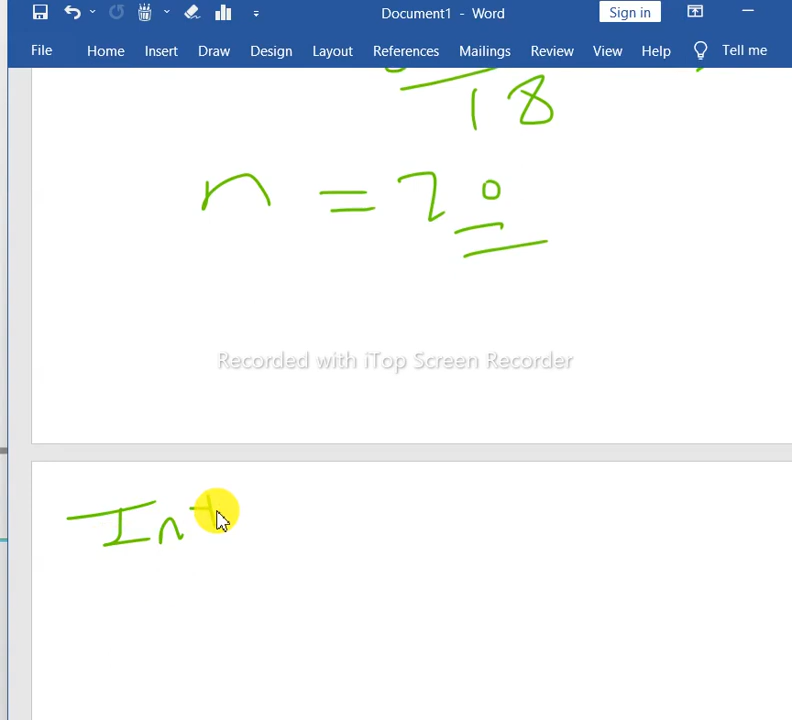 Document1 - Word
Sign in
File Home Insert Draw Design Layout References Mailings Review View Help Tell me
18
n = 20
Recorded with iTop Screen Recorder
Int